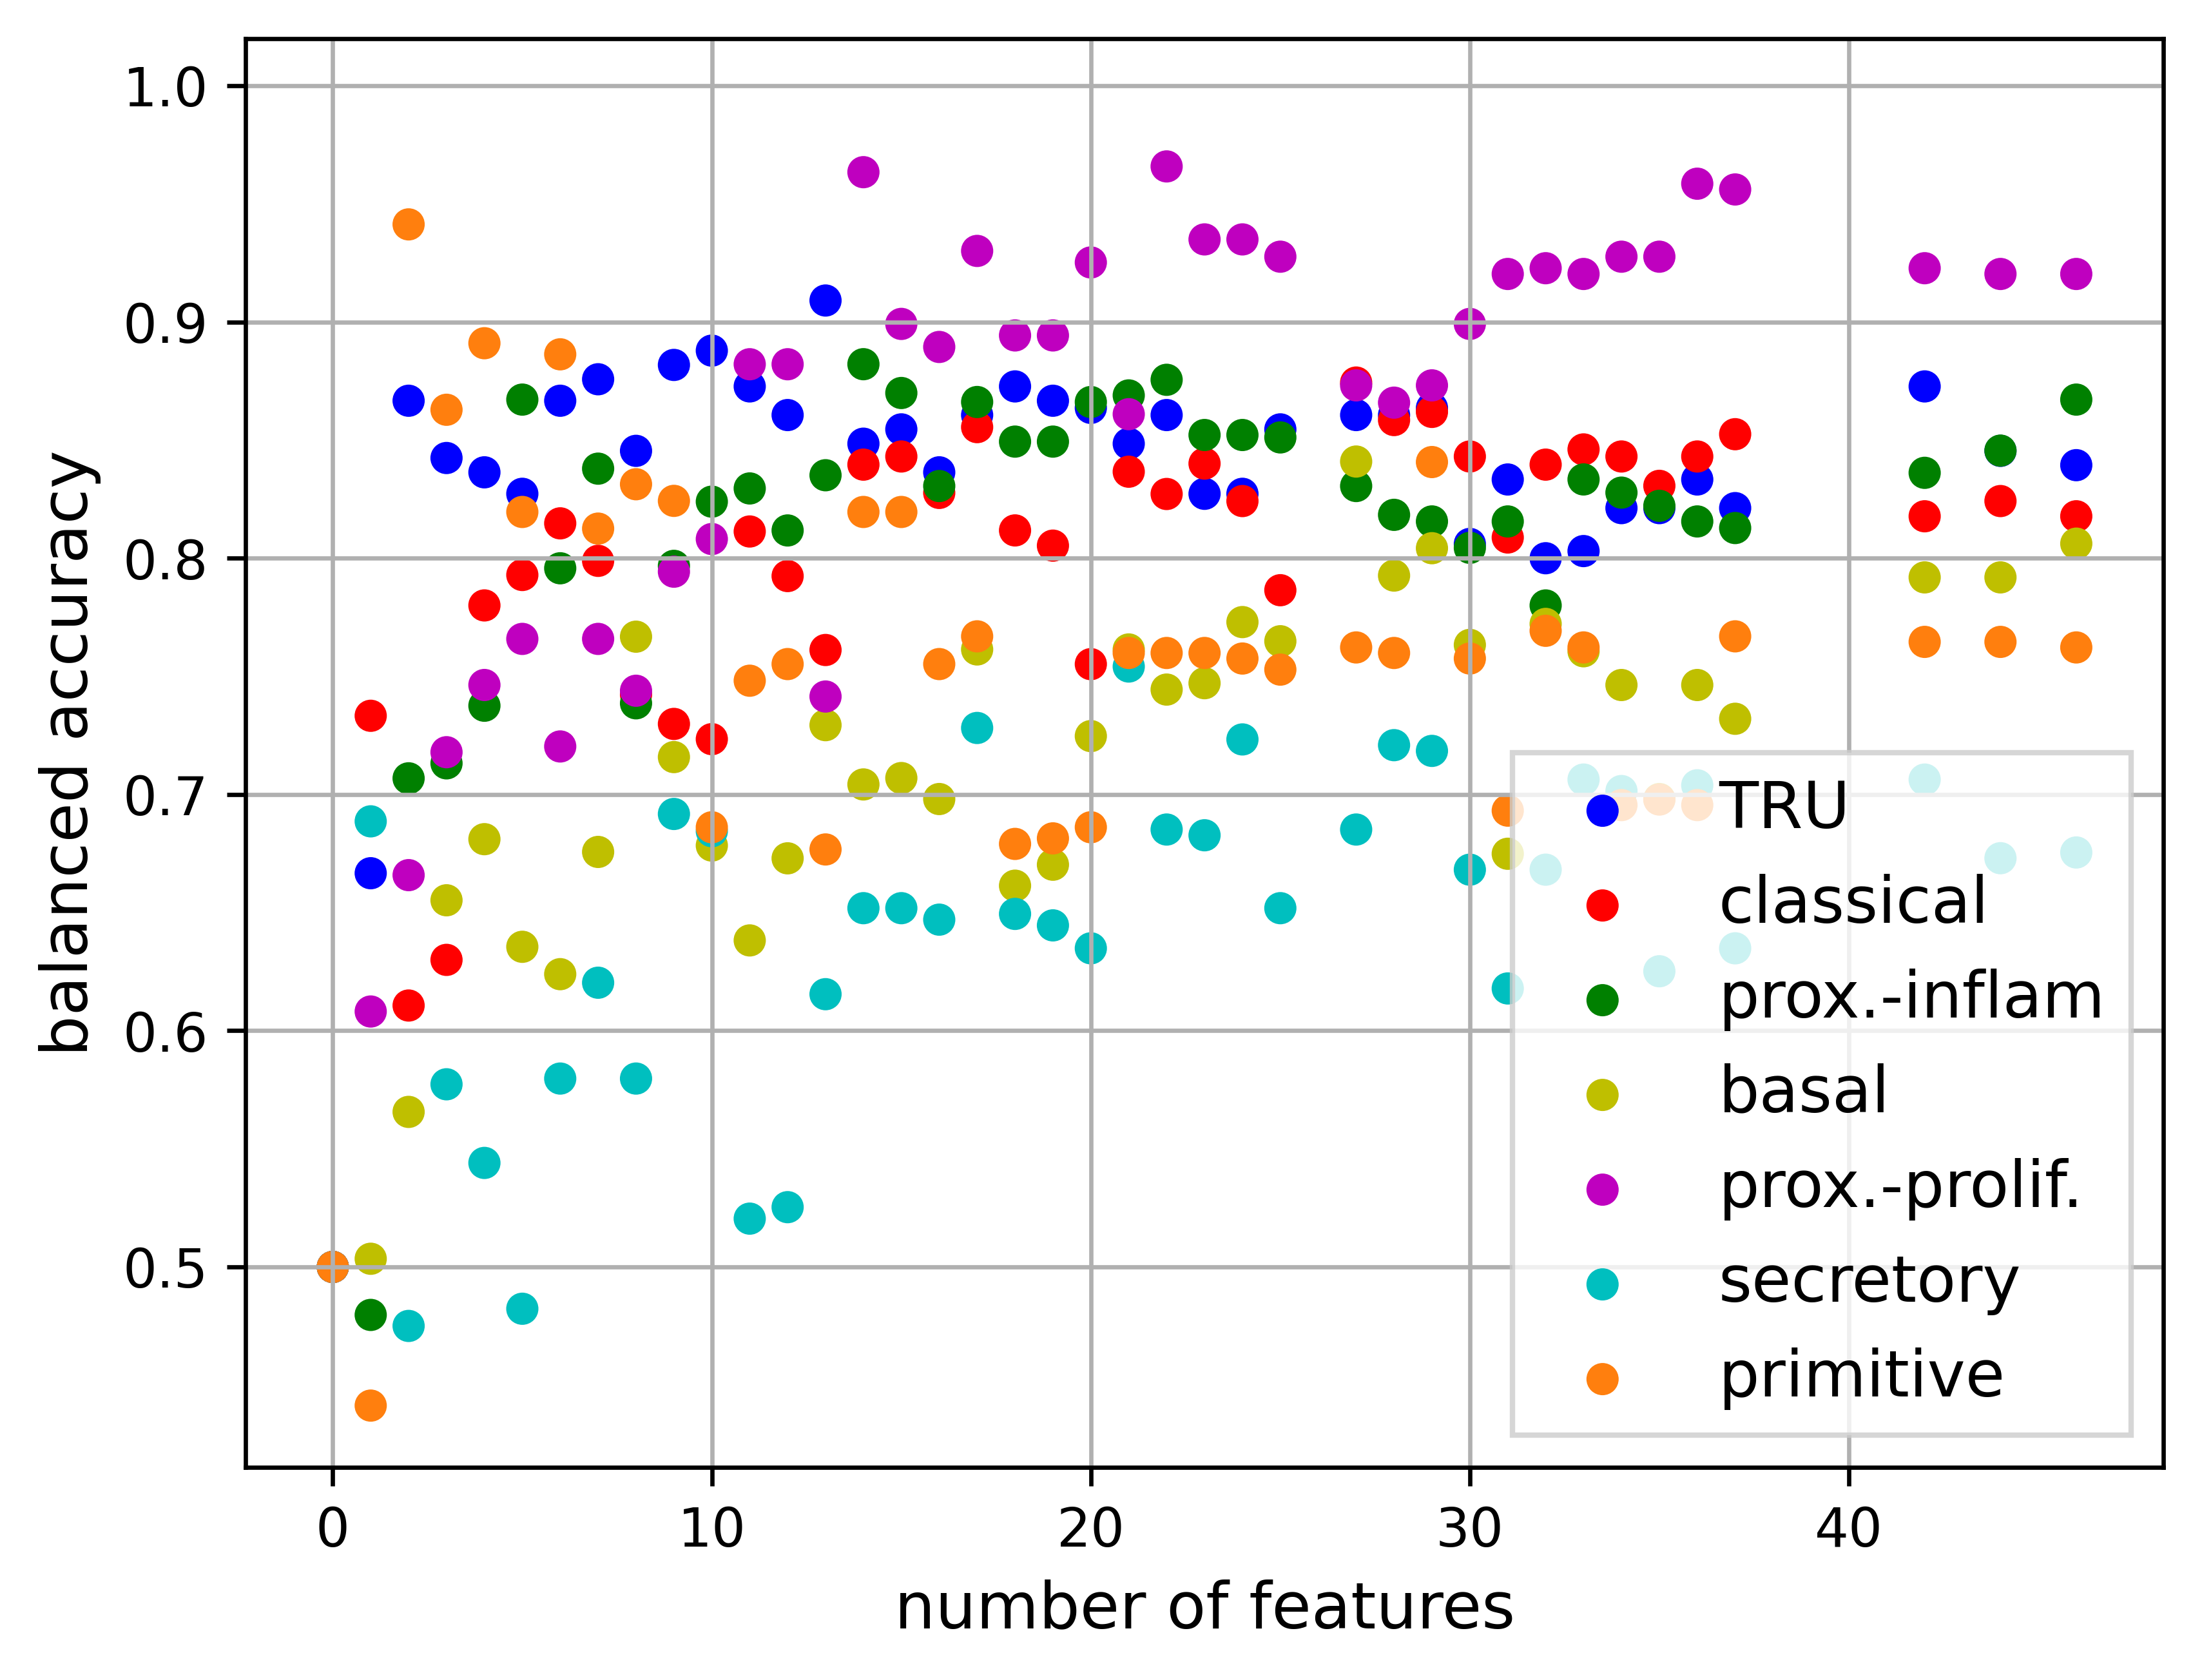 1.0
0.9
0.8
0.7
0.6
0.5
balanced accuracy
TRU
classical
prox.-inflam
basal
prox.-prolif.
secretory
primitive
0 10 20 30 40
number of features